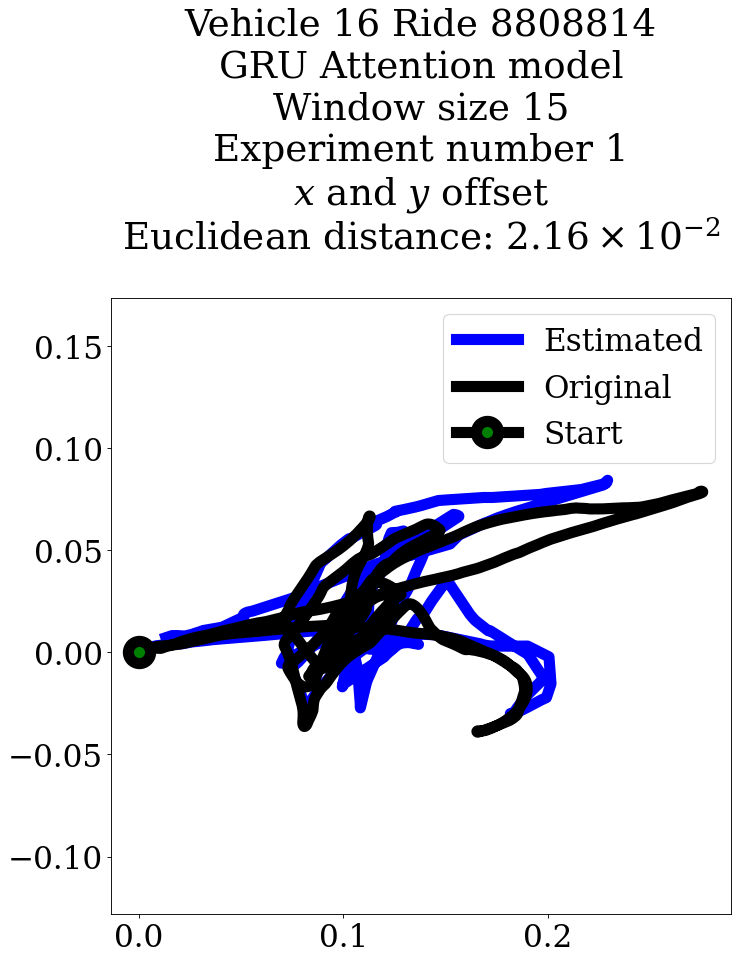 Vehicle 16 Ride 8808814
GRU Attention model
Window size 15
Experiment number 1
x and y offset
Euclidean distance: 2.16 × 10⁻²
Estimated
Original
Start
0.15
0.10
0.05
0.00
−0.05
−0.10
0.0 0.1 0.2